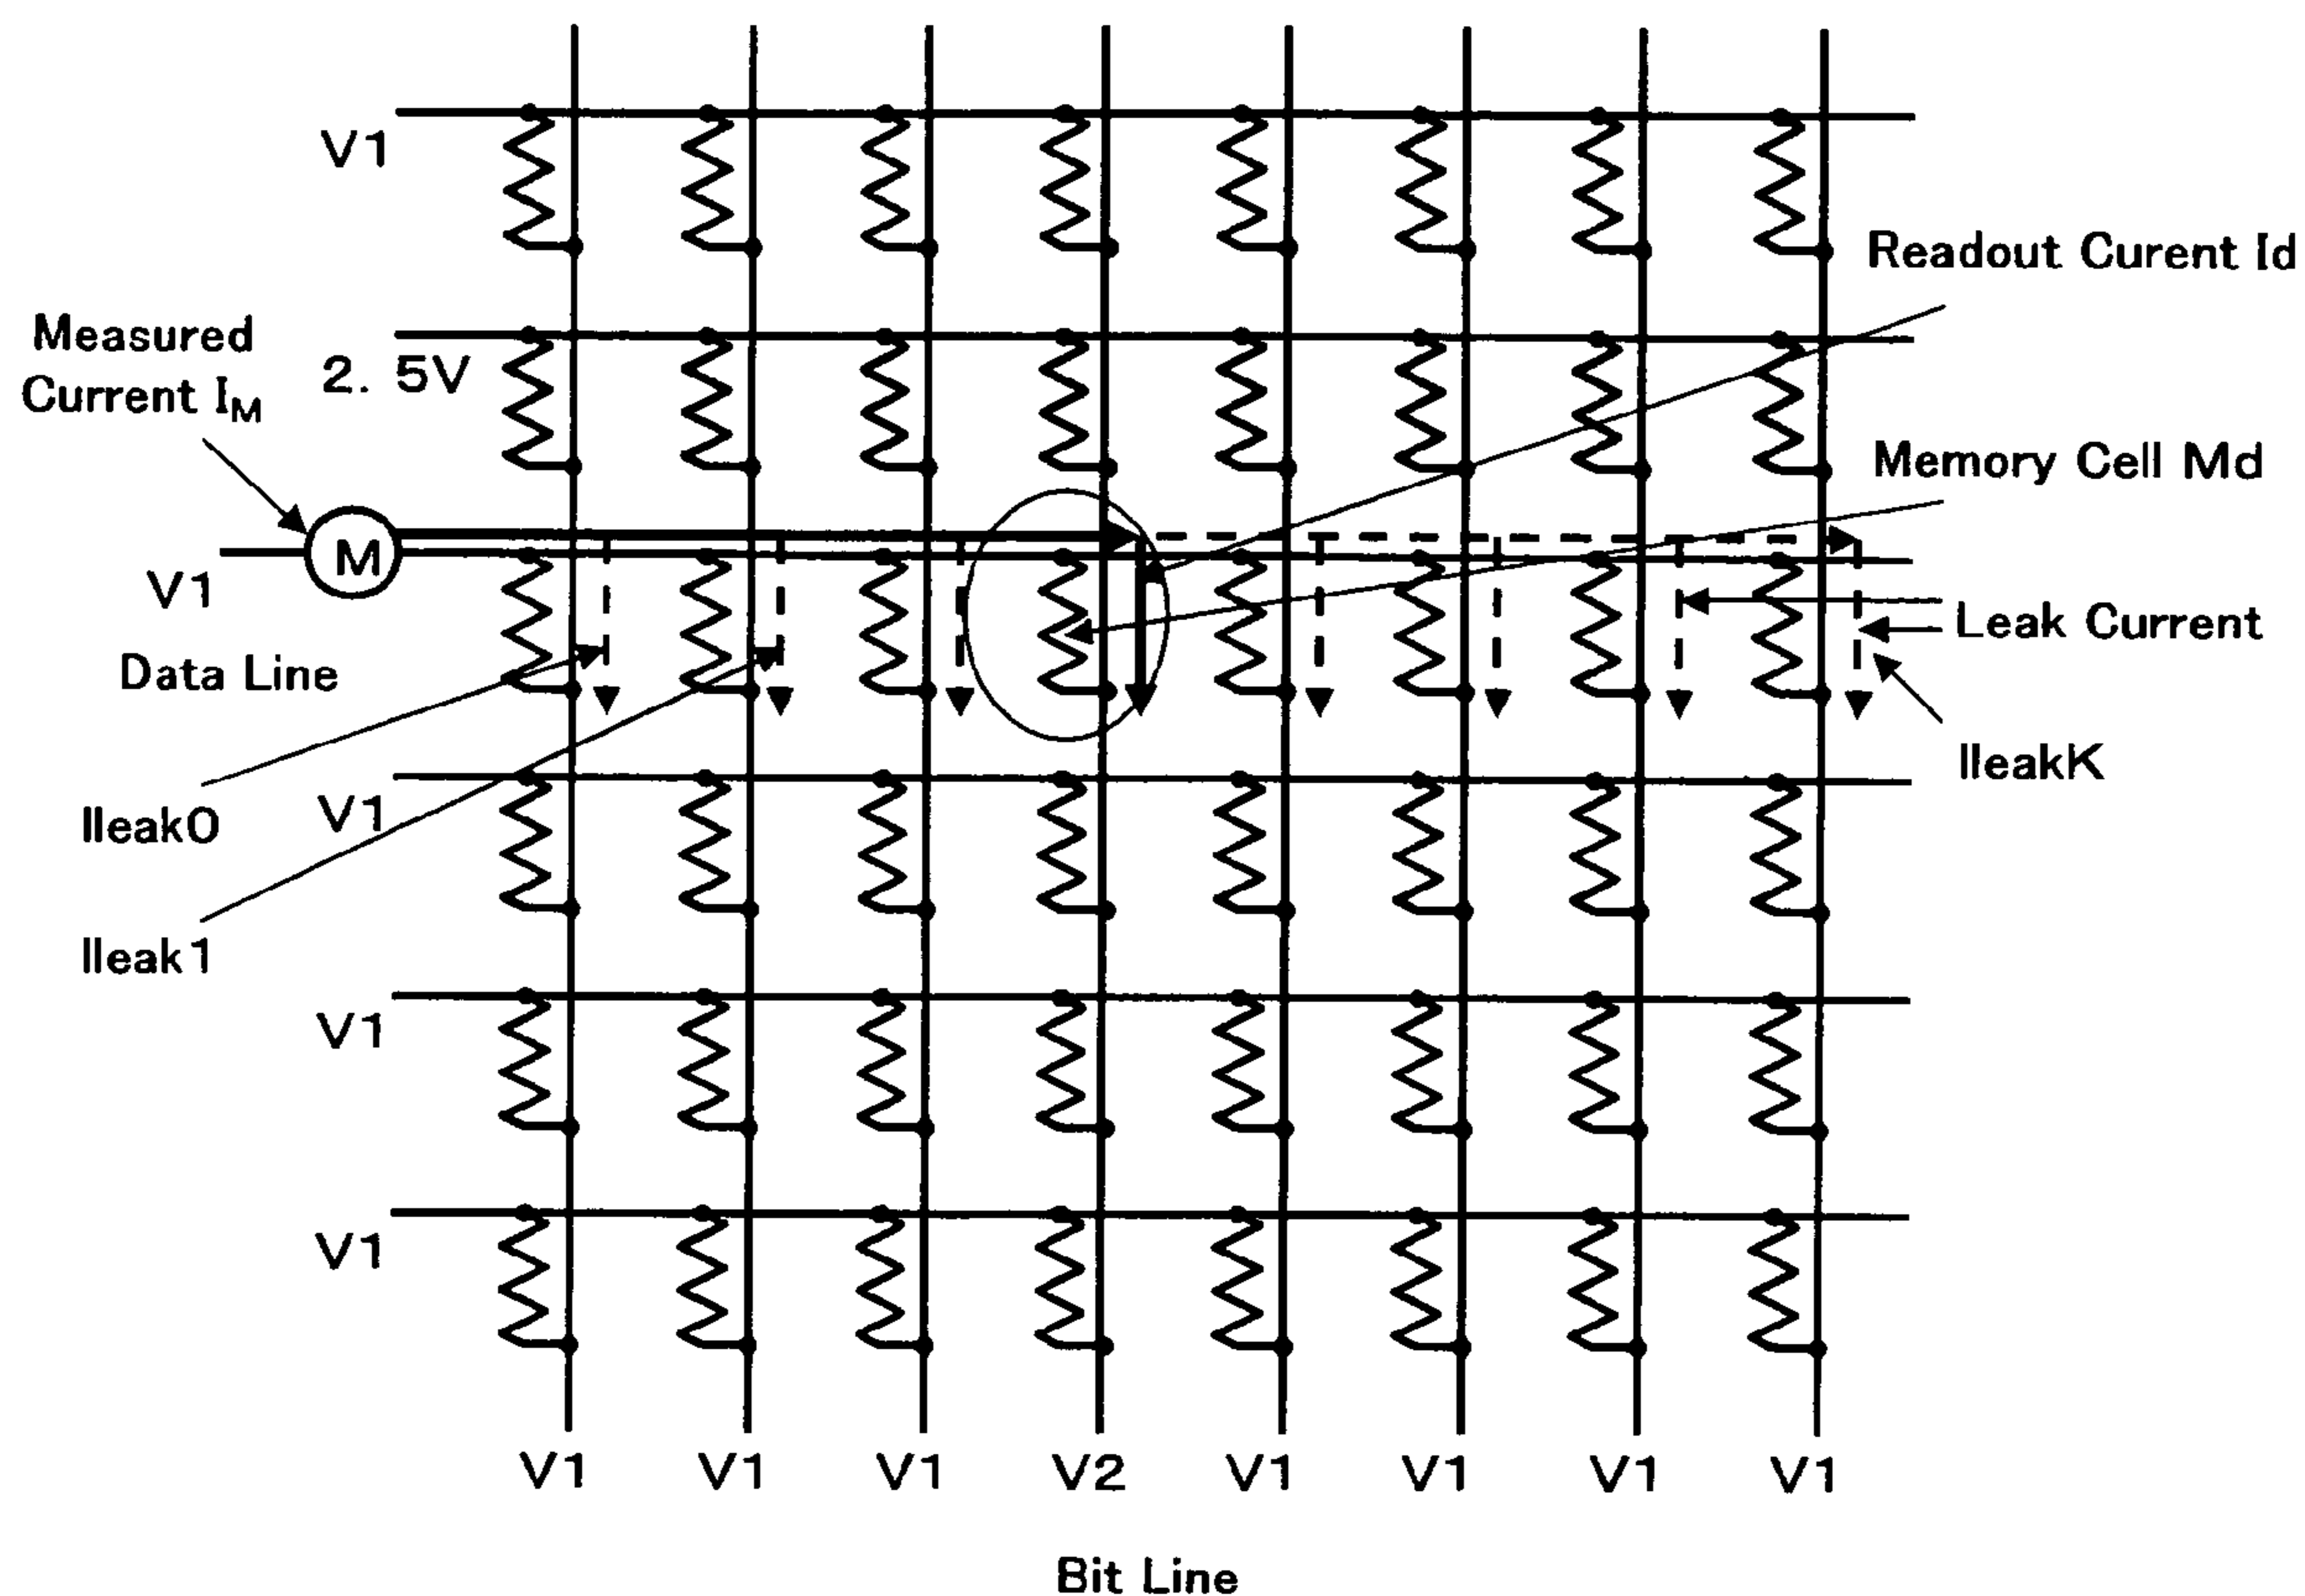 V1
Readout Curent Id
Measured
Current IM
2. 5V
Memory Cell Md
M
V1
Leak Current
Data Line
IleakK
Ileak0
V1
Ileak1
V1
V1
V1 V1 V1 V2 V1 V1 V1 V1
Bit Line